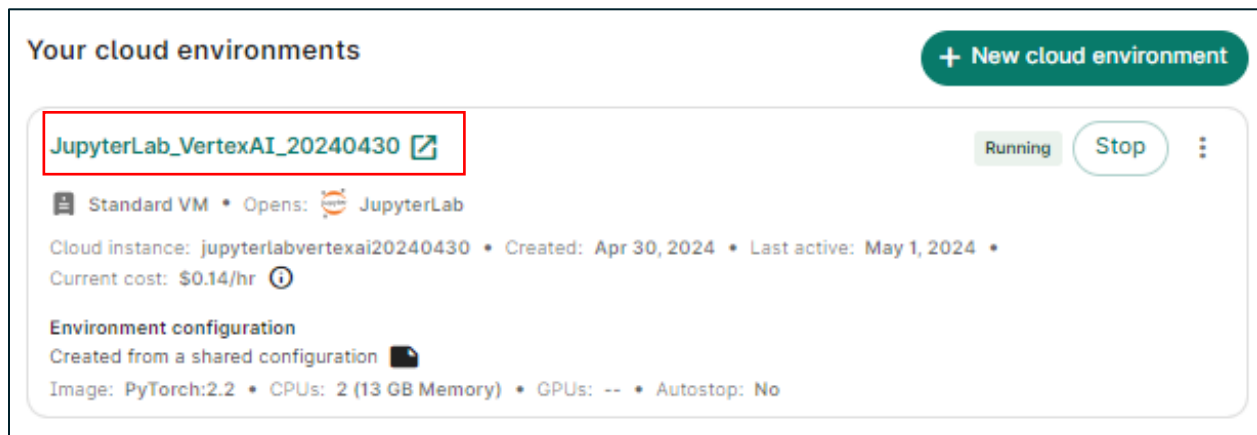 Your cloud environments
+ New cloud environment
JupyterLab_VertexAI_20240430
Running
Stop
Standard VM • Opens: JupyterLab
Cloud instance: jupyterlabvertexai20240430 • Created: Apr 30, 2024 • Last active: May 1, 2024 •
Current cost: $0.14/hr
Environment configuration
Created from a shared configuration
Image: PyTorch:2.2 • CPUs: 2 (13 GB Memory) • GPUs: -- • Autostop: No